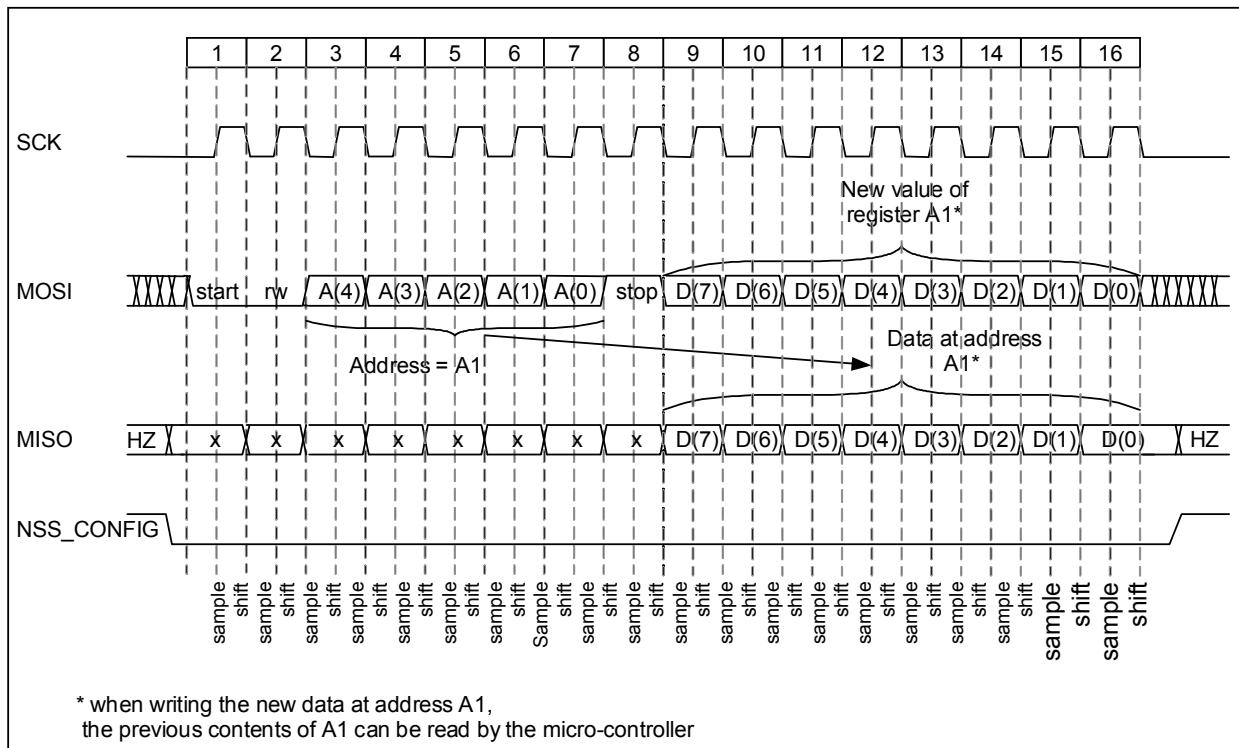 1 2 3 4 5 6 7 8 9 10 11 12 13 14 15 16
SCK
New value of
register A1*
MOSI start rw A(4) A(3) A(2) A(1) A(0) stop D(7) D(6) D(5) D(4) D(3) D(2) D(1) D(0)
Address = A1
Data at address
A1*
MISO HZ x x x x x x x x D(7) D(6) D(5) D(4) D(3) D(2) D(1) D(0) HZ
NSS_CONFIG
sample shift sample shift sample shift sample shift sample shift Sample shift sample shift sample shift sample shift sample shift sample shift sample shift sample shift sample shift sample shift sample shift
* when writing the new data at address A1,
the previous contents of A1 can be read by the micro-controller